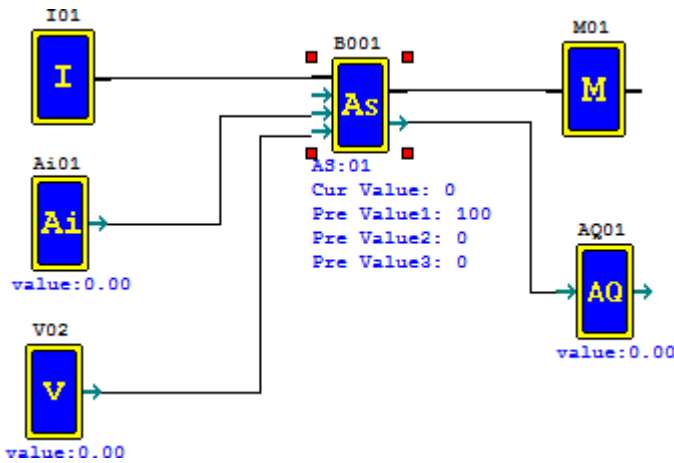 I01
I
Ai01
Ai
value:0.00
V02
V
value:0.00
B001
As
AS:01
Cur Value: 0
Pre Value1: 100
Pre Value2: 0
Pre Value3: 0
M01
M
AQ01
AQ
value:0.00